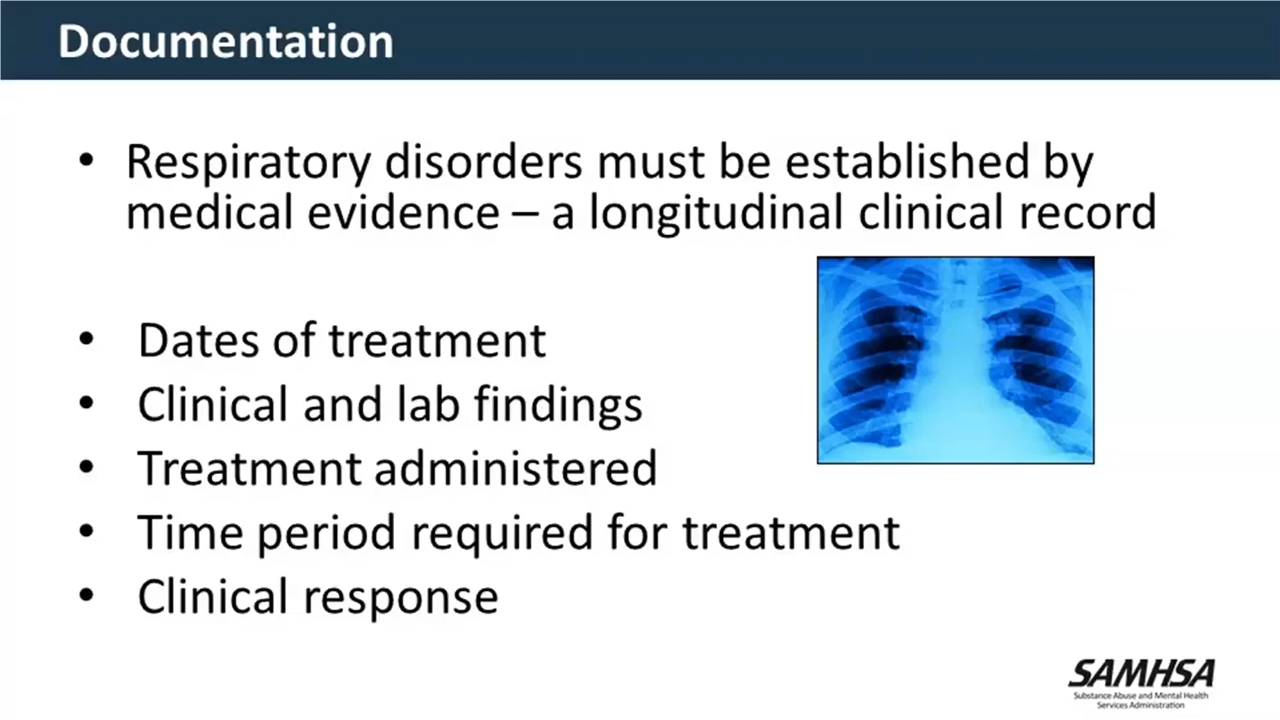 Documentation
• Respiratory disorders must be established by
medical evidence – a longitudinal clinical record
• Dates of treatment
• Clinical and lab findings
• Treatment administered
• Time period required for treatment
• Clinical response
SAMHSA
Substance Abuse and Mental Health
Services Administration